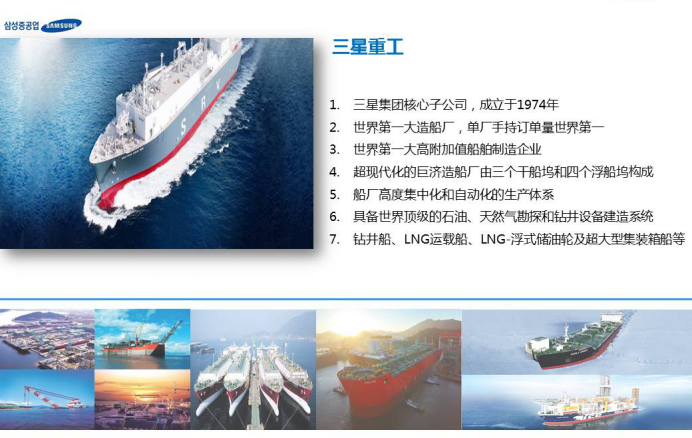 삼성중공업 SAMSUNG
三星重工
1. 三星集团核心子公司，成立于1974年
2. 世界第一大造船厂，单厂手持订单量世界第一
3. 世界第一大高附加值船舶制造企业
4. 超现代化的巨济造船厂由三个干船坞和四个浮船坞构成
5. 船厂高度集中化和自动化的生产体系
6. 具备世界顶级的石油、天然气勘探和钻井设备建造系统
7. 钻井船、LNG运载船、LNG-浮式储油轮及超大型集装箱船等